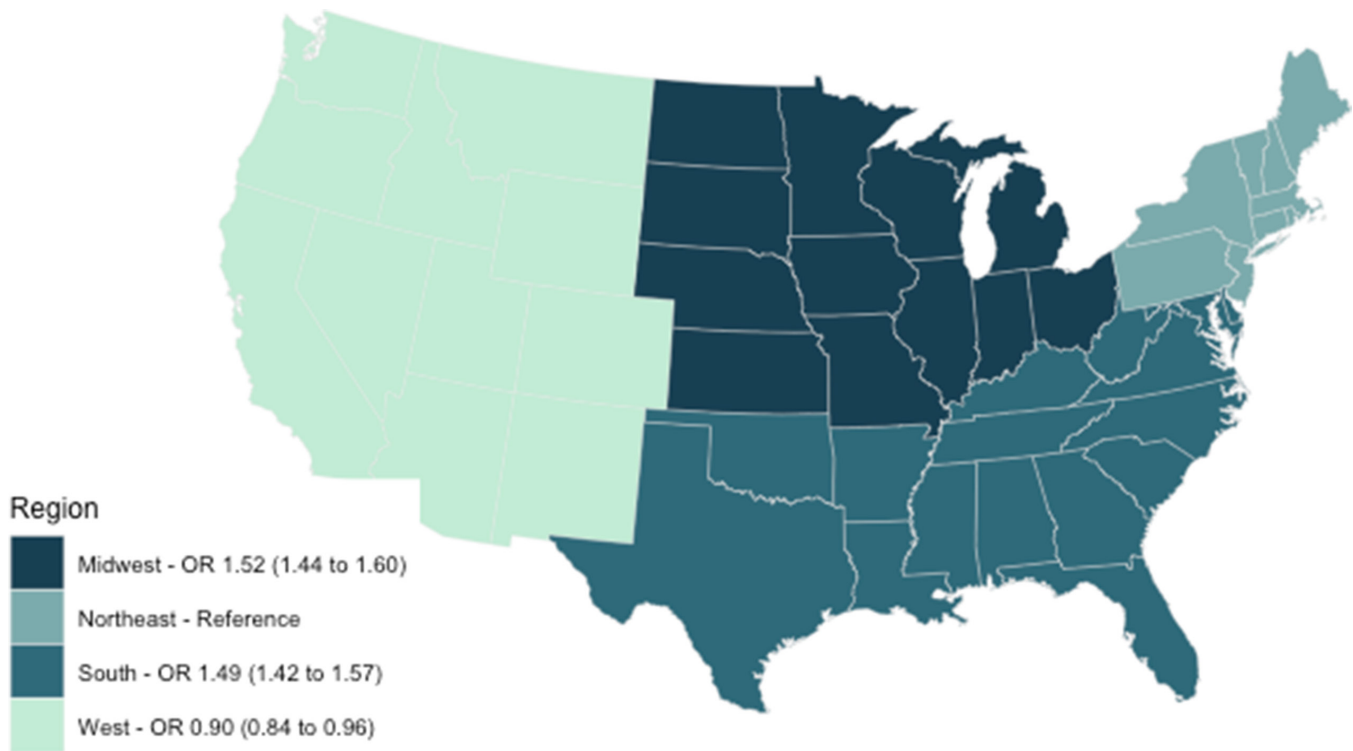 Region
Midwest - OR 1.52 (1.44 to 1.60)
Northeast - Reference
South - OR 1.49 (1.42 to 1.57)
West - OR 0.90 (0.84 to 0.96)